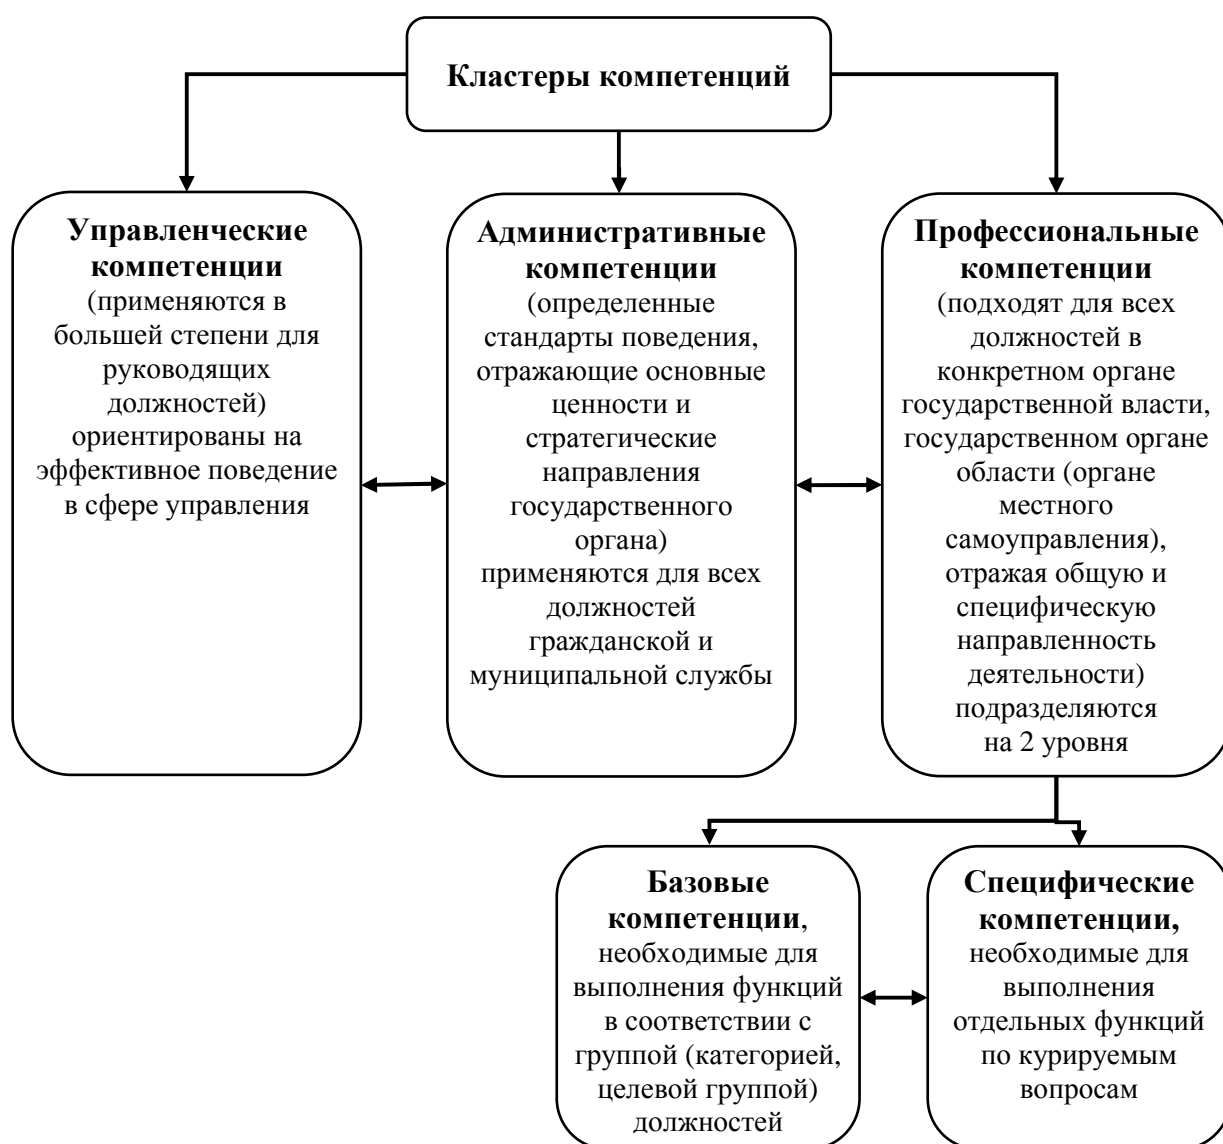 Кластеры компетенций
Управленческие
компетенции
(применяются в
большей степени для
руководящих
должностей)
ориентированы на
эффективное поведение
в сфере управления
Административные
компетенции
(определенные
стандарты поведения,
отражающие основные
ценности и
стратегические
направления
государственного
органа)
применяются для всех
должностей
гражданской и
муниципальной службы
Профессиональные
компетенции
(подходят для всех
должностей в
конкретном органе
государственной власти,
государственном органе
области (органе
местного
самоуправления),
отражая общую и
специфическую
направленность
деятельности)
подразделяются
на 2 уровня
Базовые
компетенции,
необходимые для
выполнения функций
в соответствии с
группой (категорией,
целевой группой)
должностей
Специфические
компетенции,
необходимые для
выполнения
отдельных функций
по курируемым
вопросам